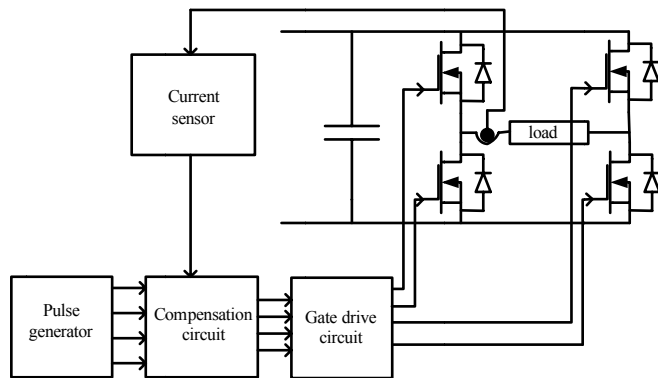 Current
sensor
load
Pulse
generator
Compensation
circuit
Gate drive
circuit